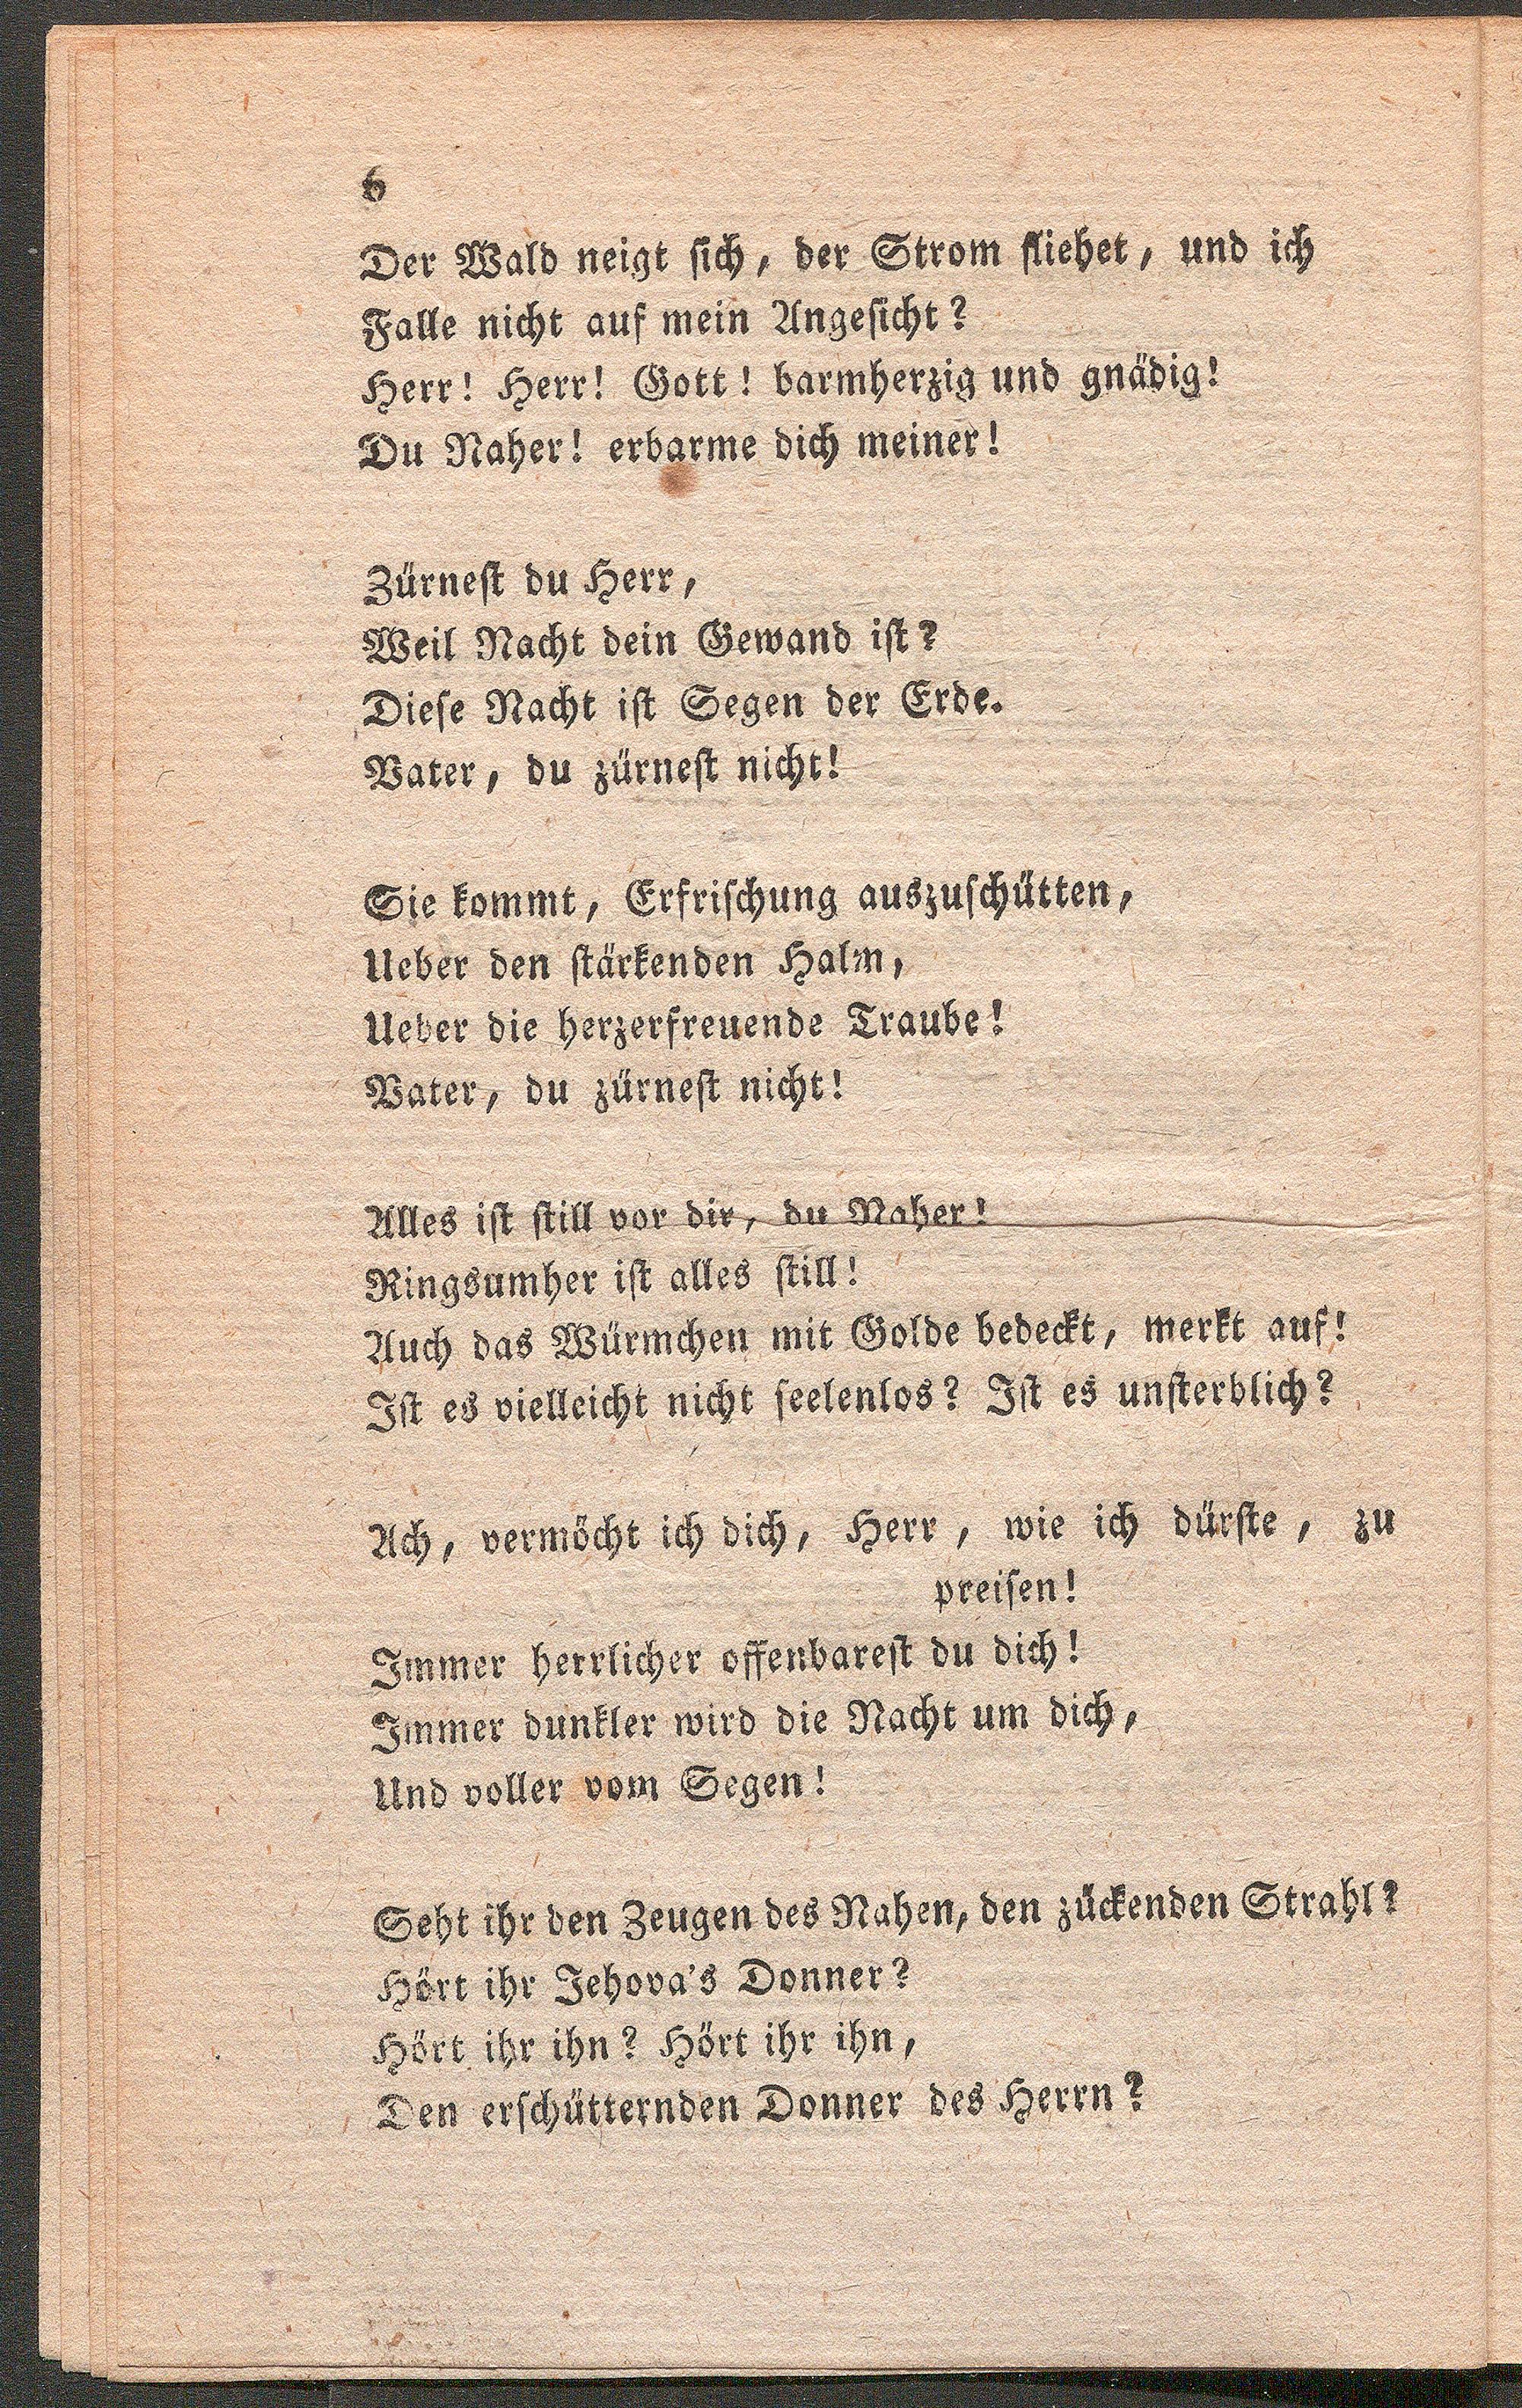 6
Der Wald neigt ſich, der Strom fliehet, und ich
Falle nicht auf mein Angeſicht?
Herr! Herr! Gott! barmherzig und gnädig!
Du Naher! erbarme dich meiner!
Zürneſt du Herr,
Weil Nacht dein Gewand iſt?
Dieſe Nacht iſt Segen der Erde.
Vater, du zürneſt nicht!
Sie kommt, Erfriſchung auszuſchütten,
Ueber den ſtärkenden Halm,
Ueber die herzerfreuende Traube!
Vater, du zürneſt nicht!
Alles iſt ſtill vor dir, du Naher!
Ringsumher iſt alles ſtill!
Auch das Würmchen mit Golde bedeckt, merkt auf!
Iſt es vielleicht nicht ſeelenlos? Iſt es unſterblich?
Ach, vermöcht ich dich, Herr, wie ich dürſte, zu
preiſen!
Immer herrlicher offenbareſt du dich!
Immer dunkler wird die Nacht um dich,
Und voller vom Segen!
Seht ihr den Zeugen des Nahen, den zückenden Strahl?
Hört ihr Jehova's Donner?
Hört ihr ihn? Hört ihr ihn,
Den erſchütternden Donner des Herrn?